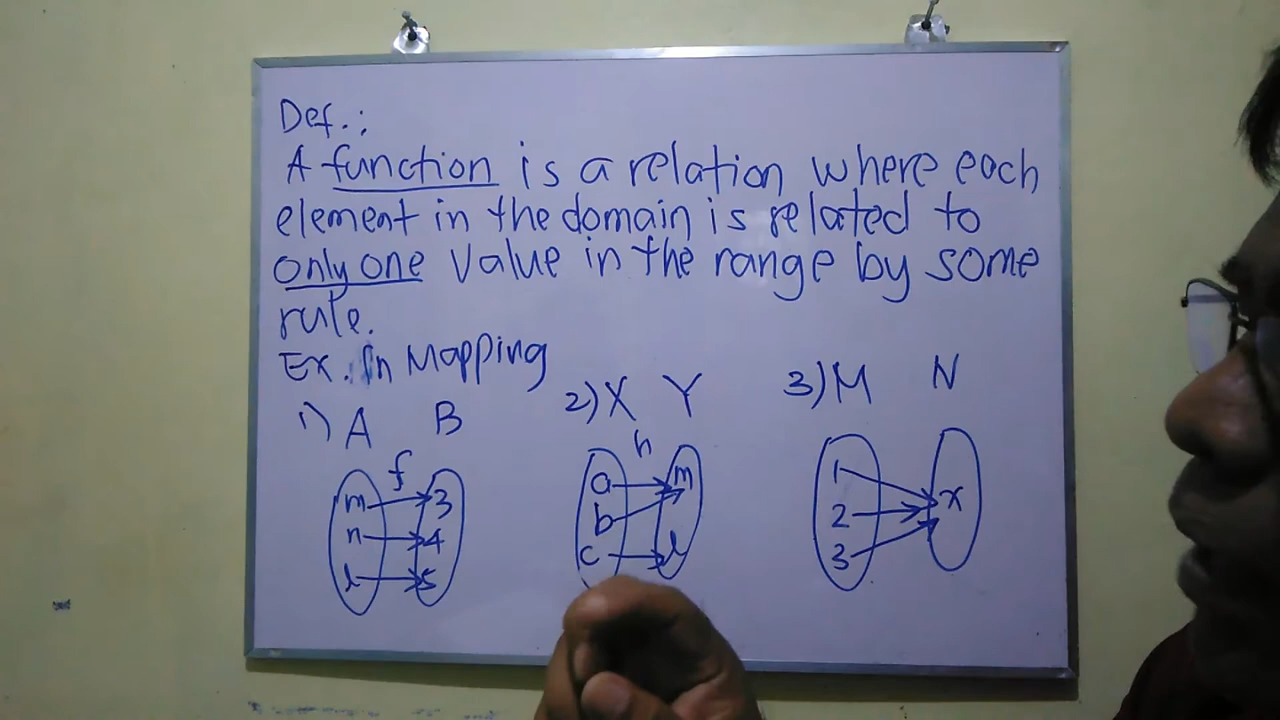 Def.:
A function is a relation where each
element in the domain is related to
only one value in the range by some
rule.
Ex. In Mapping
1) A B
2) X Y
3) M N
f
m 3
n 4
l 5
h
a m
b
c l
1
2 x
3